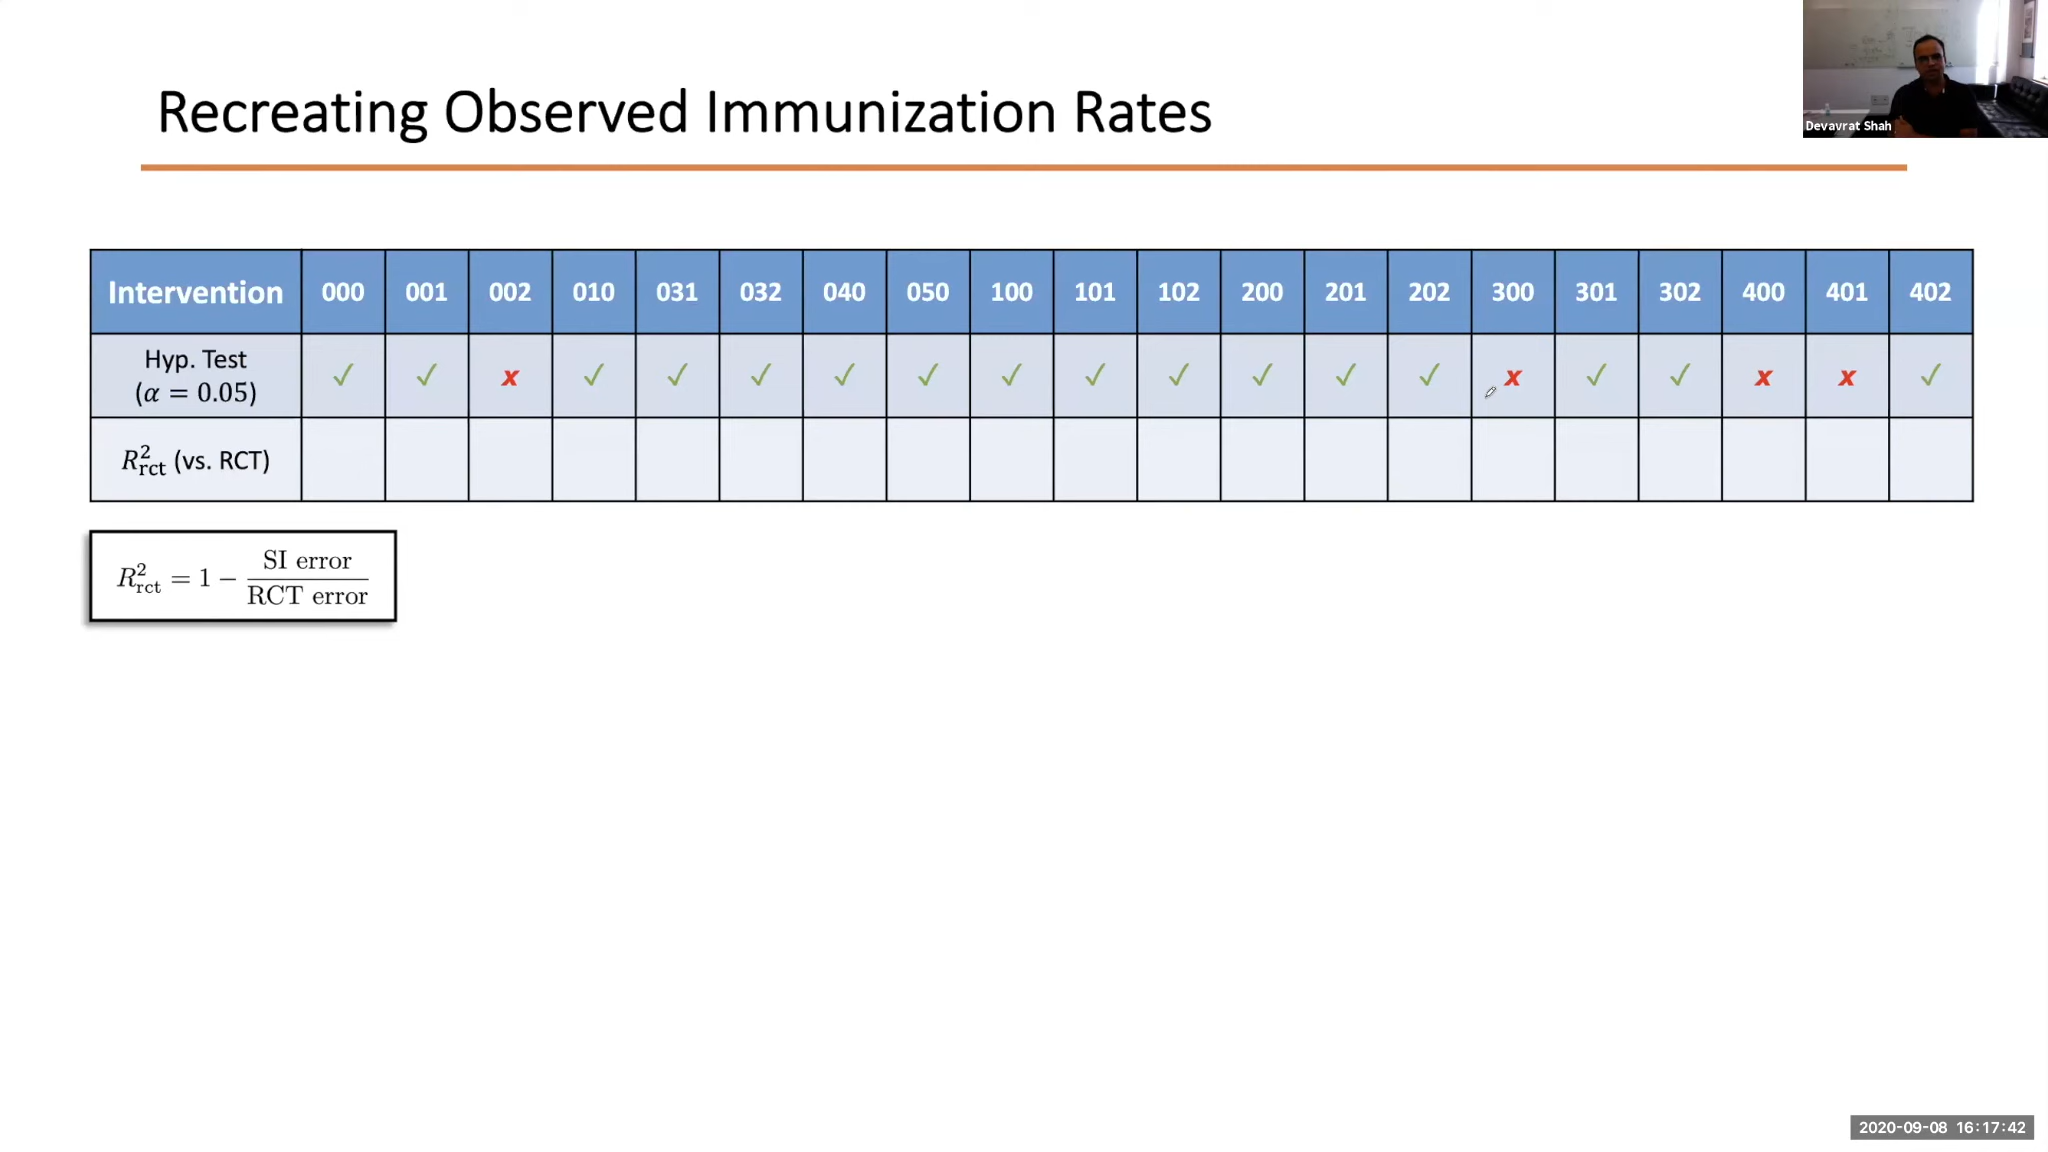 Devavrat Shah
Recreating Observed Immunization Rates
Intervention 000 001 002 010 031 032 040 050 100 101 102 200 201 202 300 301 302 400 401 402
Hyp. Test
(α = 0.05) ✓ ✓ x ✓ ✓ ✓ ✓ ✓ ✓ ✓ ✓ ✓ ✓ ✓ x ✓ ✓ x x ✓
R²rct (vs. RCT)
R²rct = 1 − SI error / RCT error
2020-09-08 16:17:42